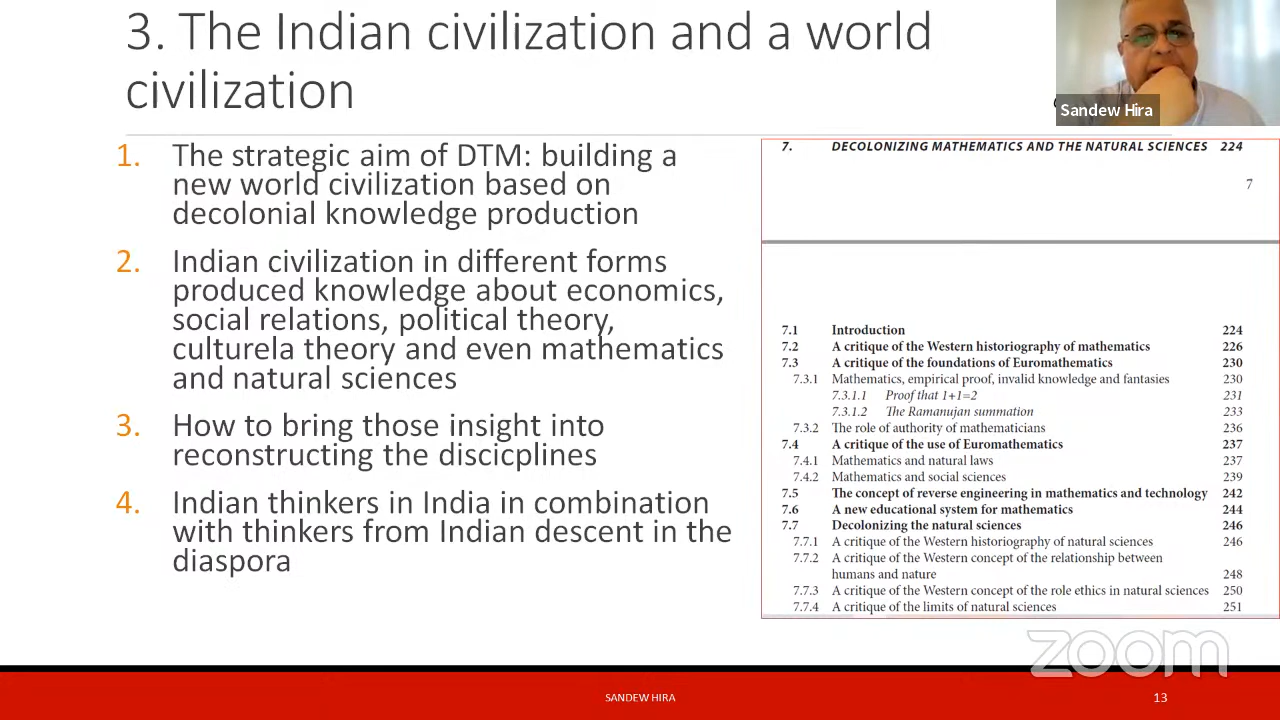 3. The Indian civilization and a world
civilization
Sandew Hira
1. The strategic aim of DTM: building a
new world civilization based on
decolonial knowledge production
2. Indian civilization in different forms
produced knowledge about economics,
social relations, political theory,
culturela theory and even mathematics
and natural sciences
3. How to bring those insight into
reconstructing the discicplines
4. Indian thinkers in India in combination
with thinkers from Indian descent in the
diaspora
7. DECOLONIZING MATHEMATICS AND THE NATURAL SCIENCES 224
7
7.1 Introduction 224
7.2 A critique of the Western historiography of mathematics 226
7.3 A critique of the foundations of Euromathematics 230
7.3.1 Mathematics, empirical proof, invalid knowledge and fantasies 230
7.3.1.1 Proof that 1+1=2 231
7.3.1.2 The Ramanujan summation 233
7.3.2 The role of authority of mathematicians 236
7.4 A critique of the use of Euromathematics 237
7.4.1 Mathematics and natural laws 237
7.4.2 Mathematics and social sciences 239
7.5 The concept of reverse engineering in mathematics and technology 242
7.6 A new educational system for mathematics 244
7.7 Decolonizing the natural sciences 246
7.7.1 A critique of the Western historiography of natural sciences 246
7.7.2 A critique of the Western concept of the relationship between
humans and nature 248
7.7.3 A critique of the Western concept of the role ethics in natural sciences 250
7.7.4 A critique of the limits of natural sciences 251
zoom
SANDEW HIRA
13